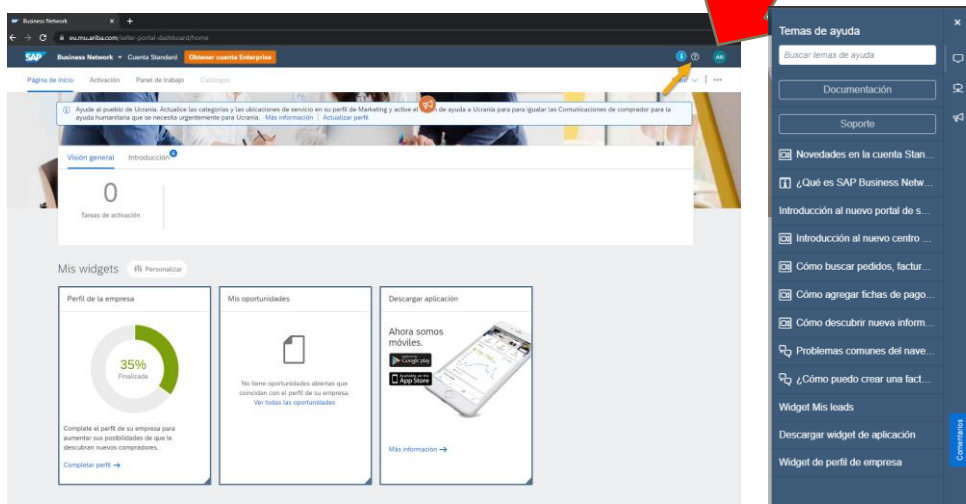 Business Network
eu.mu.ariba.com/seller-portal-dashboard/home
SAP Business Network Cuenta Standard Obtener cuenta Enterprise
AN
Página de inicio Activación Panel de trabajo Catálogos
Ayude al pueblo de Ucrania. Actualice las categorías y las ubicaciones de servicio en su perfil de Marketing y active el de ayuda a Ucrania para para igualar las Comunicaciones de comprador para la
ayuda humanitaria que se necesita urgentemente para Ucrania. Más información | Actualizar perfil
Visión general Introducción
0
Tareas de activación
Mis widgets Personalizar
Perfil de la empresa
35%
Finalizada
Complete el perfil de su empresa para
aumentar sus posibilidades de que le
descubran nuevos compradores.
Completar perfil
Mis oportunidades
No tiene oportunidades abiertas que
coincidan con el perfil de su empresa.
Ver todas las oportunidades
Descargar aplicación
Ahora somos
móviles.
Google play
App Store
Más información
Temas de ayuda
Buscar temas de ayuda
Documentación
Soporte
Novedades en la cuenta Stan...
¿Qué es SAP Business Netw...
Introducción al nuevo portal de s...
Introducción al nuevo centro ...
Cómo buscar pedidos, factur...
Cómo agregar fichas de pago...
Cómo descubrir nueva inform...
Problemas comunes del nave...
¿Cómo puedo crear una fact...
Widget Mis leads
Descargar widget de aplicación
Widget de perfil de empresa
Comentarios